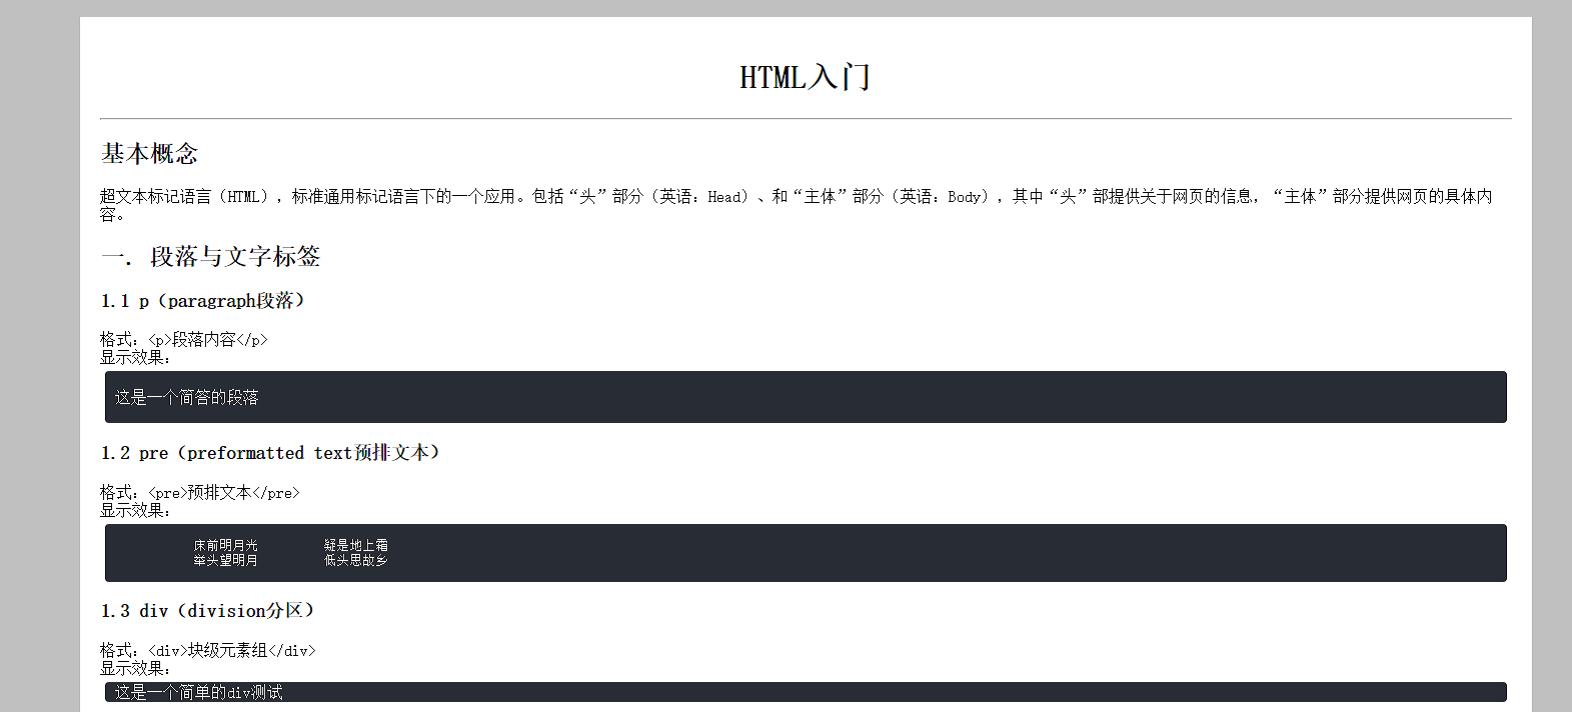 HTML入门
基本概念
超文本标记语言（HTML），标准通用标记语言下的一个应用。包括“头”部分（英语：Head）、和“主体”部分（英语：Body），其中“头”部提供关于网页的信息，“主体”部分提供网页的具体内
容。
一. 段落与文字标签
1.1 p（paragraph段落）
格式：<p>段落内容</p>
显示效果：
这是一个简答的段落
1.2 pre（preformatted text预排文本）
格式：<pre>预排文本</pre>
显示效果：
床前明月光 疑是地上霜
举头望明月 低头思故乡
1.3 div（division分区）
格式：<div>块级元素组</div>
显示效果：
这是一个简单的div测试